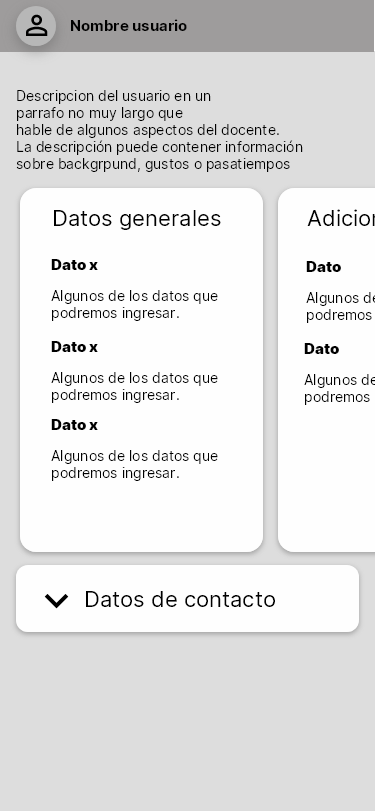 Nombre usuario
Descripcion del usuario en un
parrafo no muy largo que
hable de algunos aspectos del docente.
La descripción puede contener información
sobre backgrpund, gustos o pasatiempos
Datos generales
Dato x
Algunos de los datos que
podremos ingresar.
Dato x
Algunos de los datos que
podremos ingresar.
Dato x
Algunos de los datos que
podremos ingresar.
Adicion
Dato
Algunos de
podremos
Dato
Algunos de
podremos
Datos de contacto